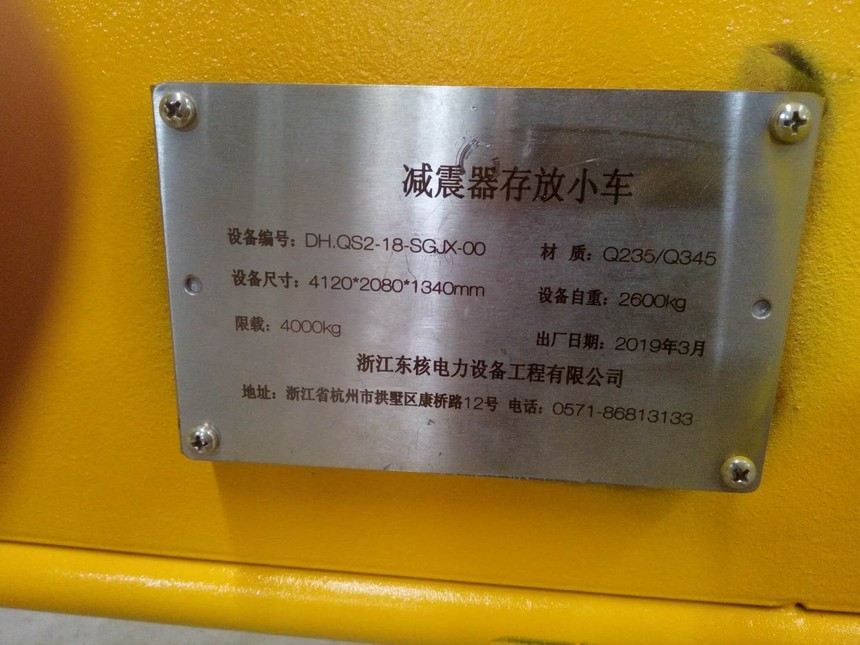 减震器存放小车
设备编号：DH.QS2-18-SGJX-00 材 质：Q235/Q345
设备尺寸：4120*2080*1340mm 设备自重：2600kg
限载：4000kg 出厂日期：2019年3月
浙江东核电力设备工程有限公司
地址：浙江省杭州市拱墅区康桥路12号 电话：0571-86813133